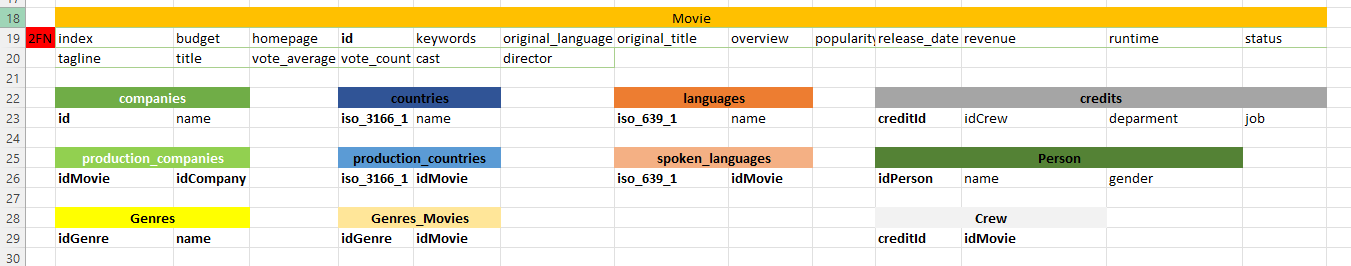 18 Movie
19 2FN index budget homepage id keywords original_language original_title overview popularity release_date revenue runtime status
20 tagline title vote_average vote_count cast director
21
22 companies countries languages credits
23 id name iso_3166_1 name iso_639_1 name creditId idCrew deparment job
24
25 production_companies production_countries spoken_languages Person
26 idMovie idCompany iso_3166_1 idMovie iso_639_1 idMovie idPerson name gender
27
28 Genres Genres_Movies Crew
29 idGenre name idGenre idMovie creditId idMovie
30